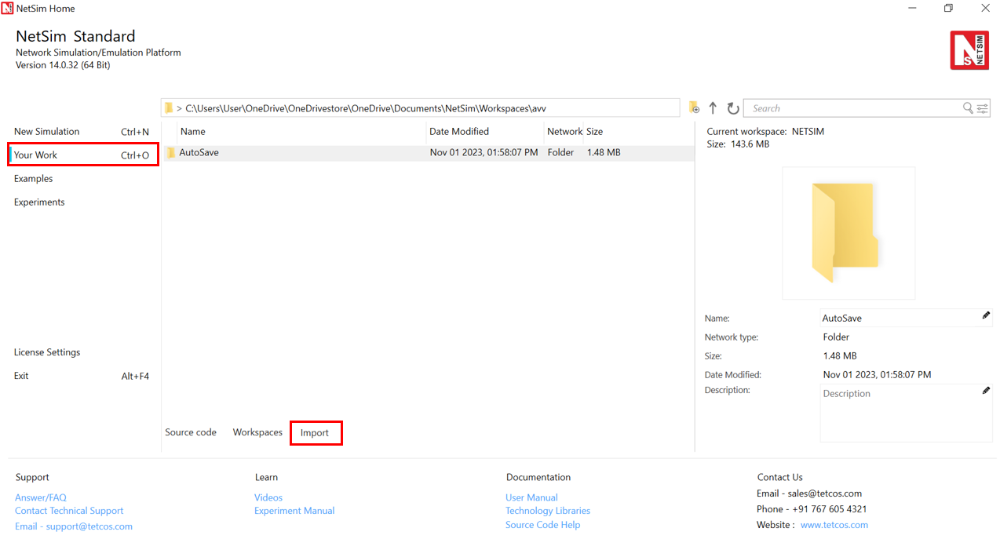 NetSim Home
NetSim Standard
Network Simulation/Emulation Platform
Version 14.0.32 (64 Bit)
NETSIM
> C:\Users\User\OneDrive\OneDrivestore\OneDrive\Documents\NetSim\Workspaces\avv
Search
New Simulation Ctrl+N
Your Work Ctrl+O
Examples
Experiments
License Settings
Exit Alt+F4
Name Date Modified Network Size
AutoSave Nov 01 2023, 01:58:07 PM Folder 1.48 MB
Source code Workspaces Import
Current workspace: NETSIM
Size: 143.6 MB
Name: AutoSave
Network type: Folder
Size: 1.48 MB
Date Modified: Nov 01 2023, 01:58:07 PM
Description: Description
Support
Answer/FAQ
Contact Technical Support
Email - support@tetcos.com
Learn
Videos
Experiment Manual
Documentation
User Manual
Technology Libraries
Source Code Help
Contact Us
Email - sales@tetcos.com
Phone - +91 767 605 4321
Website : www.tetcos.com